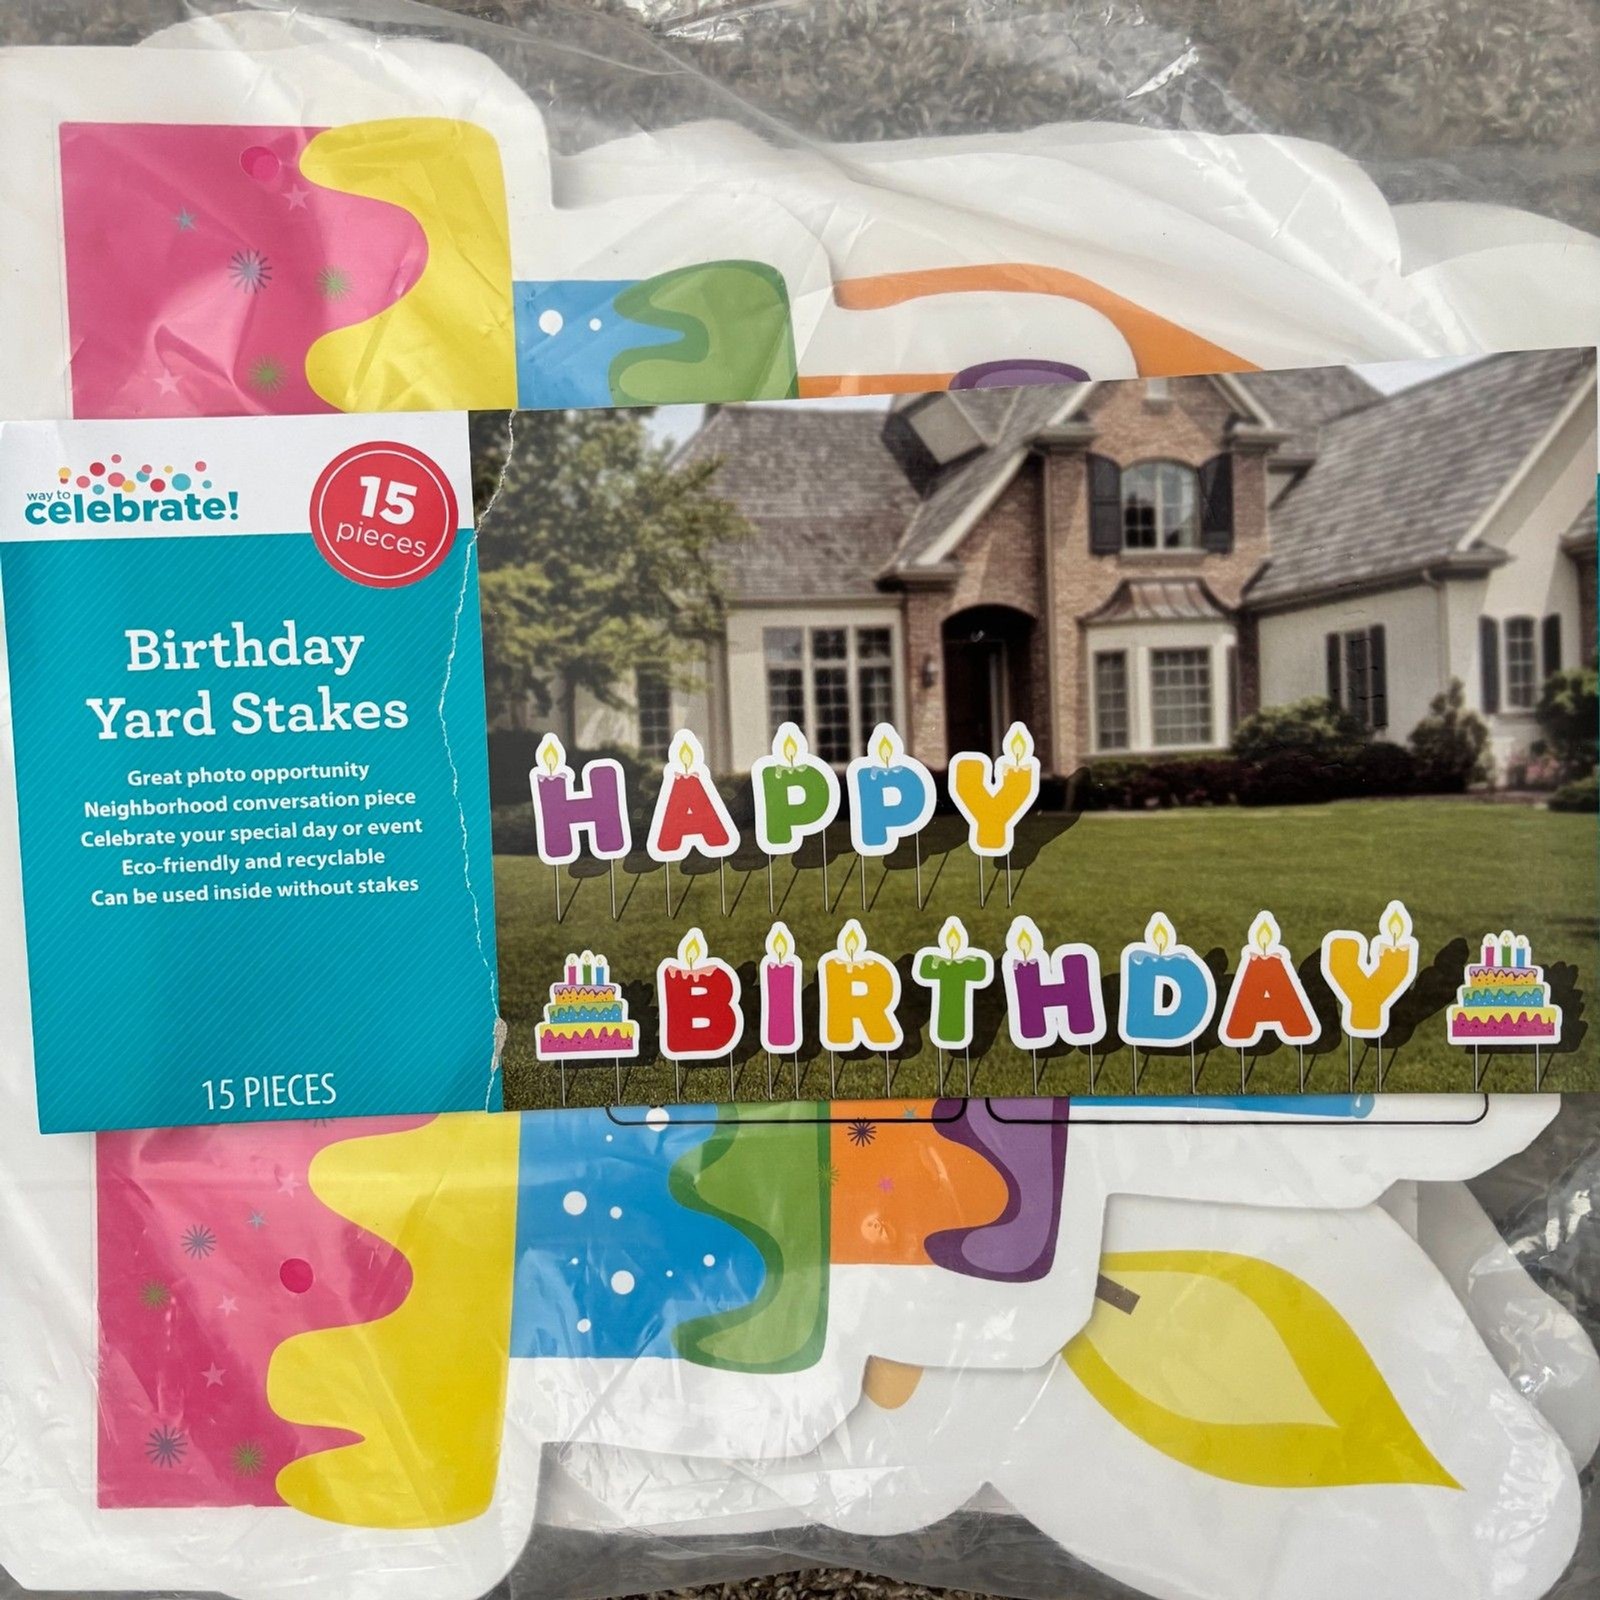 way to
celebrate!
15
pieces
Birthday
Yard Stakes
Great photo opportunity
Neighborhood conversation piece
Celebrate your special day or event
Eco-friendly and recyclable
Can be used inside without stakes
15 PIECES
HAPPY
BIRTHDAY